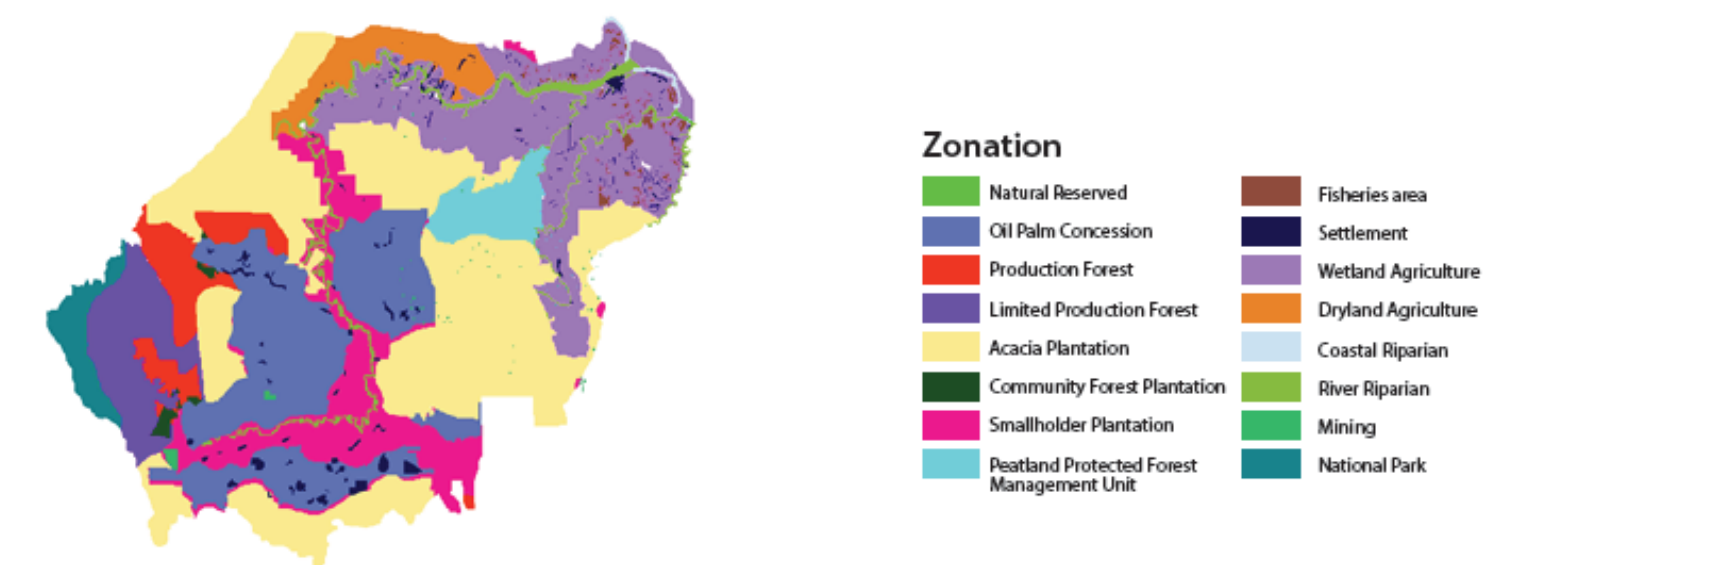 Zonation
Natural Reserved
Oil Palm Concession
Production Forest
Limited Production Forest
Acacia Plantation
Community Forest Plantation
Smallholder Plantation
Peatland Protected Forest
Management Unit
Fisheries area
Settlement
Wetland Agriculture
Dryland Agriculture
Coastal Riparian
River Riparian
Mining
National Park